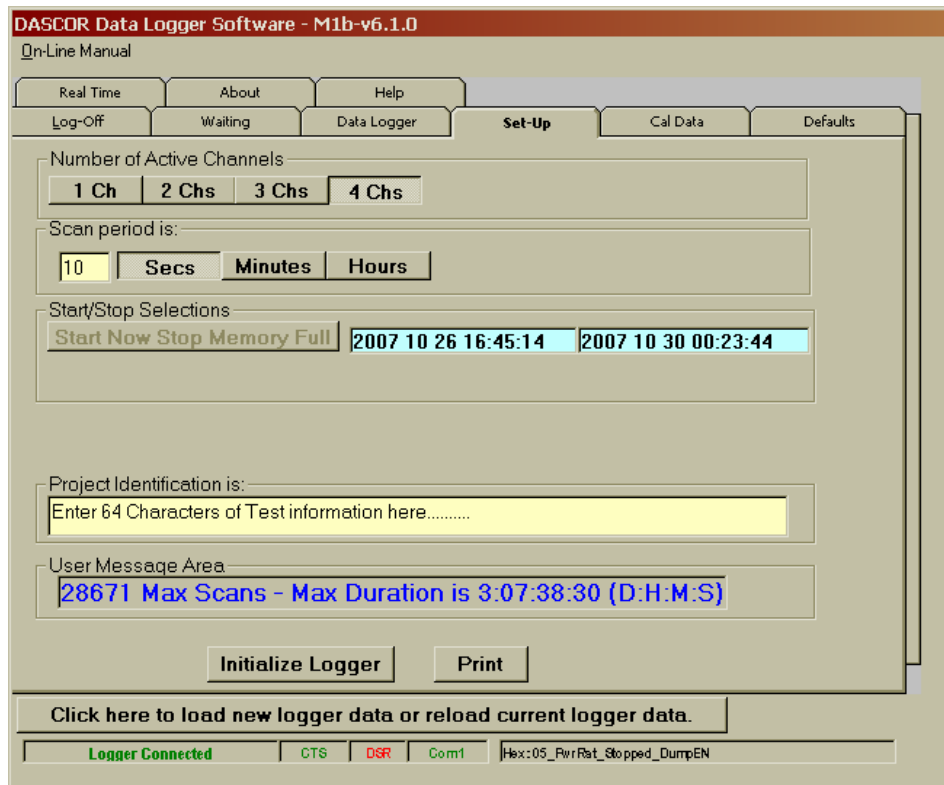 DASCOR Data Logger Software - M1b-v6.1.0
On-Line Manual
Real Time About Help
Log-Off Waiting Data Logger Set-Up Cal Data Defaults
Number of Active Channels
1 Ch 2 Chs 3 Chs 4 Chs
Scan period is:
10 Secs Minutes Hours
Start/Stop Selections
Start Now Stop Memory Full 2007 10 26 16:45:14 2007 10 30 00:23:44
Project Identification is:
Enter 64 Characters of Test information here..........
User Message Area
28671 Max Scans - Max Duration is 3:07:38:30 (D:H:M:S)
Initialize Logger Print
Click here to load new logger data or reload current logger data.
Logger Connected CTS DSR Com1 Hex:05_PwrRst_Stopped_DumpEN